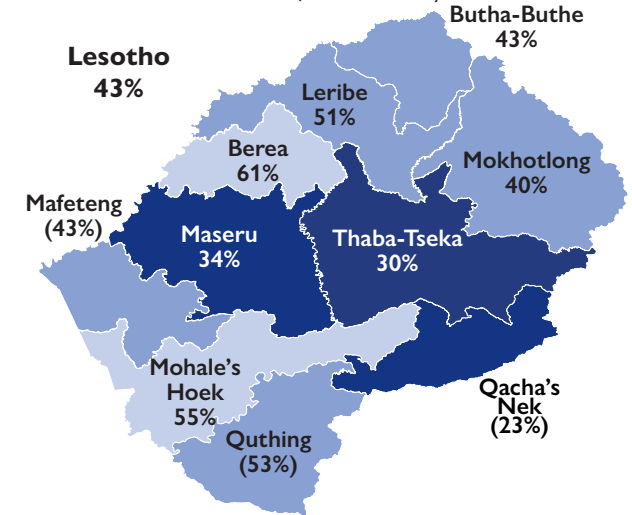 Butha-Buthe
43%
Lesotho
43%
Leribe
51%
Berea
61%
Mokhotlong
40%
Mafeteng
(43%)
Maseru
34%
Thaba-Tseka
30%
Mohale's
Hoek
55%
Qacha's
Nek
(23%)
Quthing
(53%)